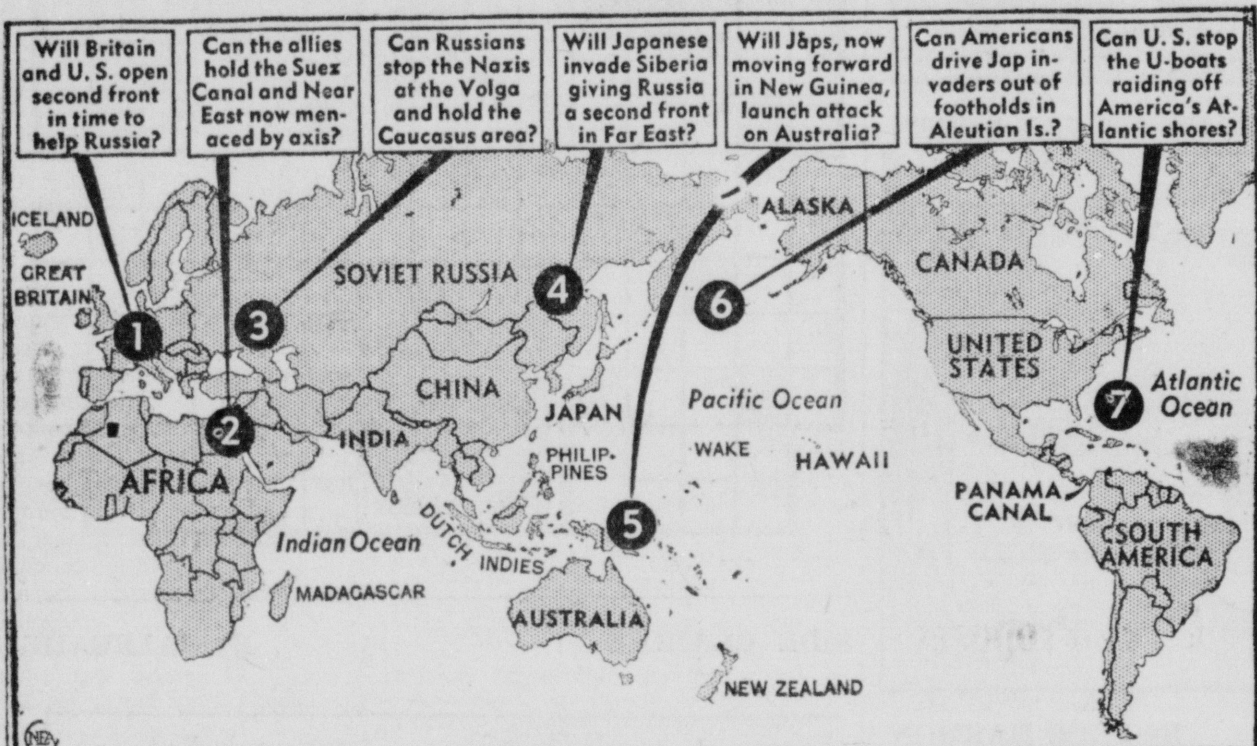 Will Britain
and U. S. open
second front
in time to
help Russia?
Can the allies
hold the Suez
Canal and Near
East now men-
aced by axis?
Can Russians
stop the Nazis
at the Volga
and hold the
Caucasus area?
Will Japanese
invade Siberia
giving Russia
a second front
in Far East?
Will Japs, now
moving forward
in New Guinea,
launch attack
on Australia?
Can Americans
drive Jap in-
vaders out of
footholds in
Aleutian Is.?
Can U. S. stop
the U-boats
raiding off
America's At-
lantic shores?
ICELAND
GREAT
BRITAIN
SOVIET RUSSIA
ALASKA
CANADA
UNITED
STATES
Atlantic
Ocean
1
2
3
4
5
6
7
CHINA
JAPAN
INDIA
PHILIP-
PINES
Pacific Ocean
WAKE
HAWAII
AFRICA
PANAMA
CANAL
SOUTH
AMERICA
Indian Ocean
DUTCH INDIES
MADAGASCAR
AUSTRALIA
NEW ZEALAND
NEA